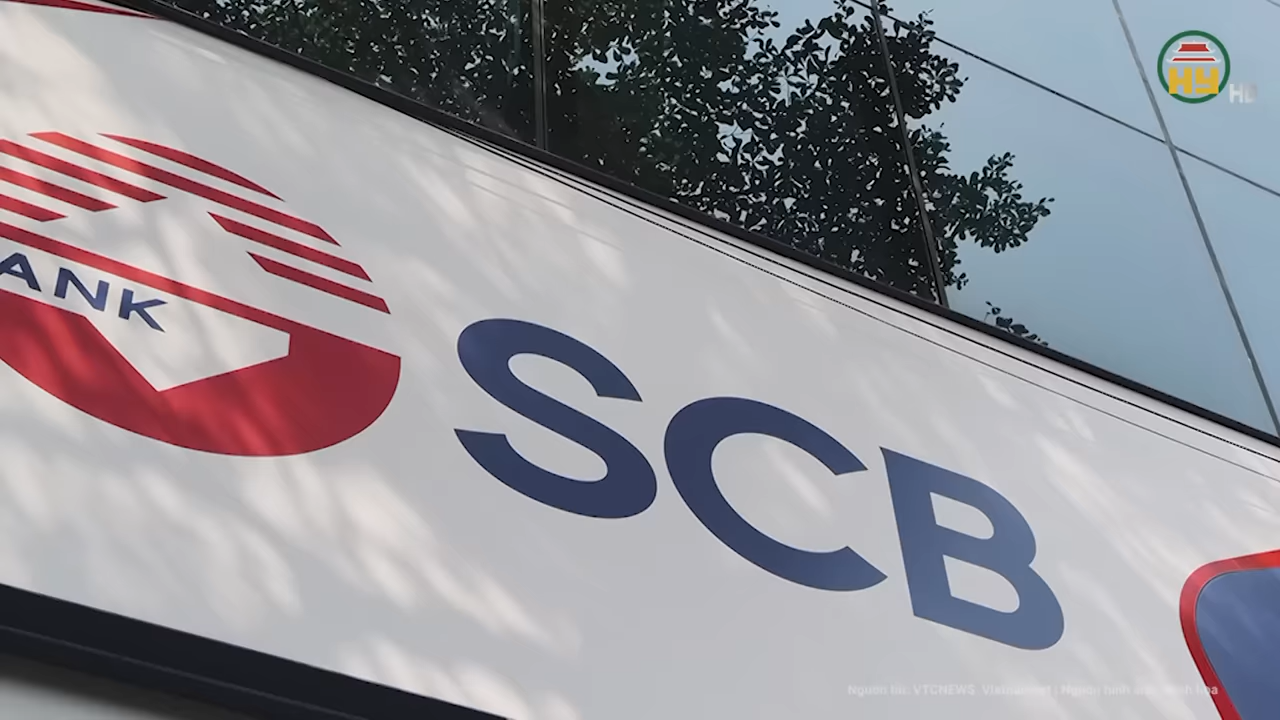 HY
HD
ANK
SCB
Nguồn tin: VTCNEWS, Vietnamnet | Nguồn hình ảnh: Minh họa